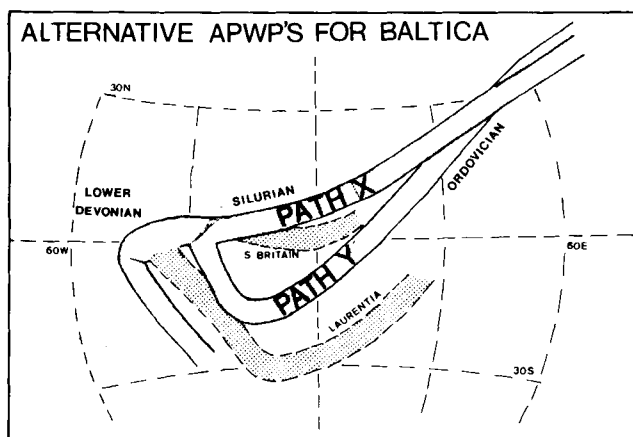 ALTERNATIVE APWP'S FOR BALTICA
30N
LOWER
DEVONIAN
SILURIAN
PATH X
ORDOVICIAN
60W
S BRITAIN
PATH Y
60E
LAURENTIA
30S